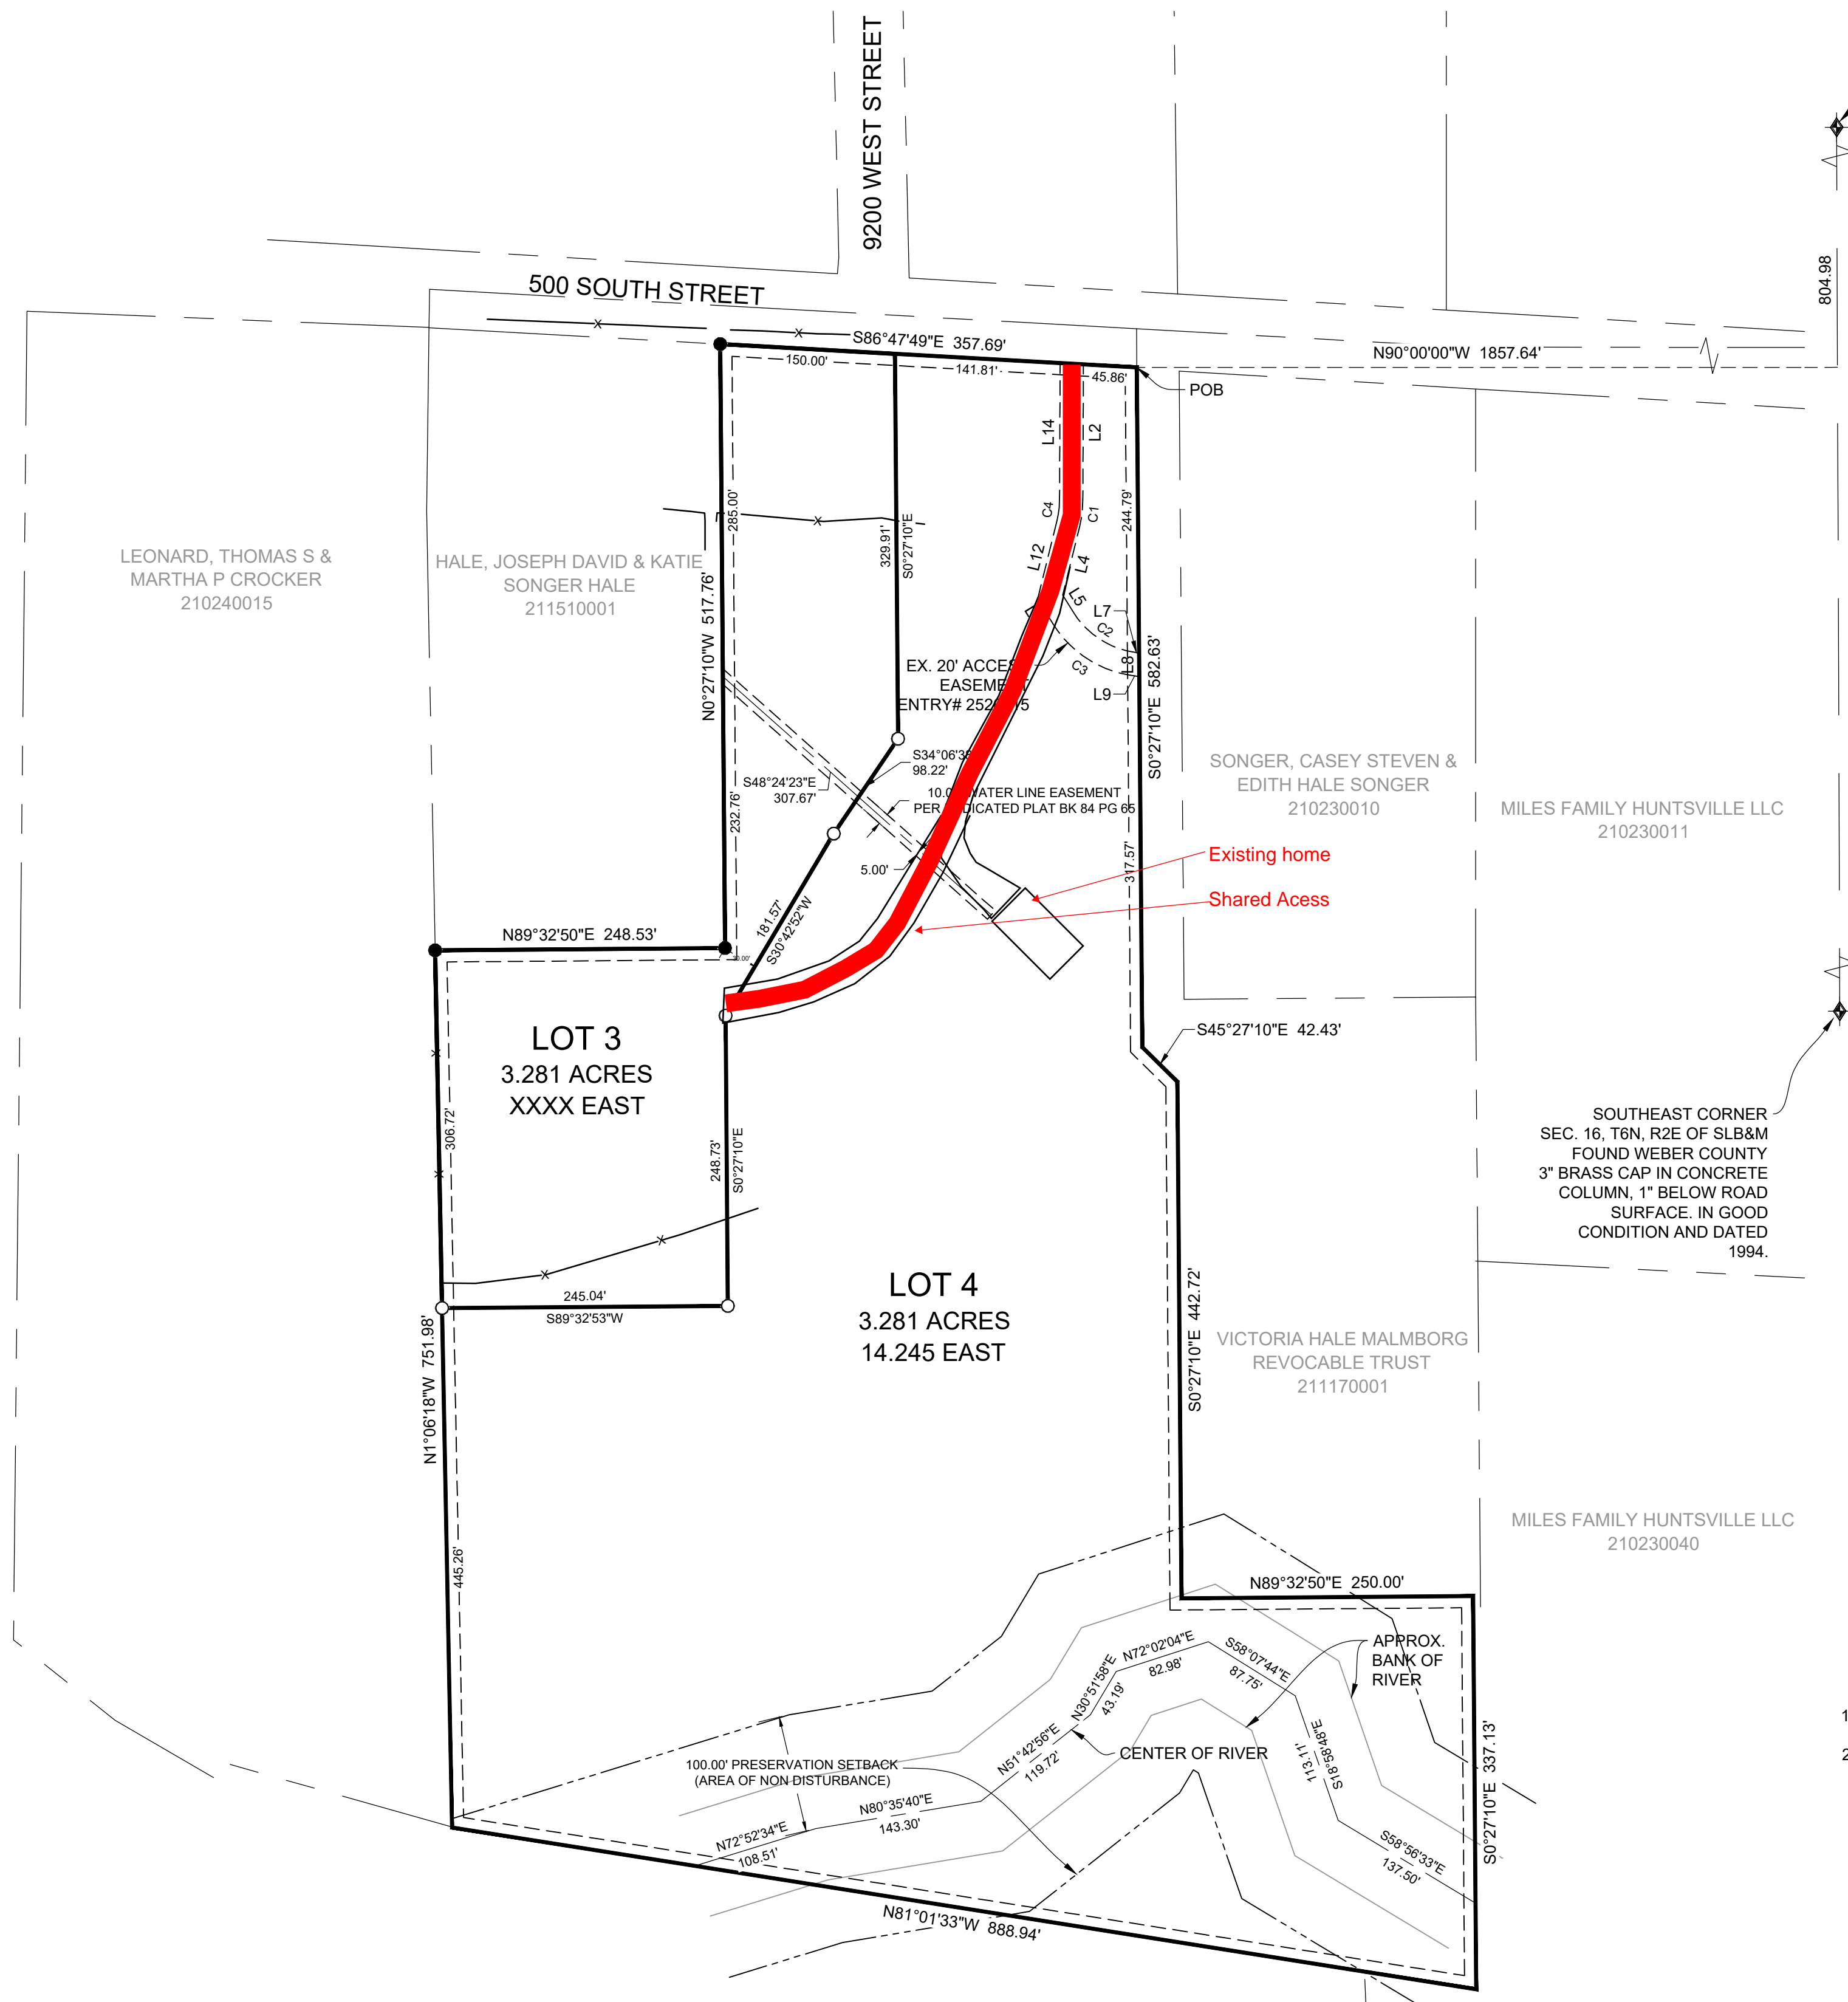 9200 WEST STREET
500 SOUTH STREET
804.98
S86°47'49"E 357.69'
N90°00'00"W 1857.64'
150.00'
141.81'
45.86'
POB
L14
L2
C4
C1
285.00'
329.91'
S0°27'10"E
244.79'
L12
L4
L5
L7
C2
C3
L8
L9
LEONARD, THOMAS S &
MARTHA P CROCKER
210240015
HALE, JOSEPH DAVID & KATIE
SONGER HALE
211510001
N0°27'10"W 517.76'
S0°27'10"E 582.63'
EX. 20' ACCES
EASEME
ENTRY# 252 15
S34°06'3
98.22'
S48°24'23"E
307.67'
10.0 WATER LINE EASEMENT
PER DICATED PLAT BK 84 PG 65
232.76'
5.00'
317.57'
SONGER, CASEY STEVEN &
EDITH HALE SONGER
210230010
MILES FAMILY HUNTSVILLE LLC
210230011
Existing home
Shared Acess
181.57'
S30°42'52"W
N89°32'50"E 248.53'
LOT 3
3.281 ACRES
XXXX EAST
S45°27'10"E 42.43'
306.72'
248.73'
S0°27'10"E
SOUTHEAST CORNER
SEC. 16, T6N, R2E OF SLB&M
FOUND WEBER COUNTY
3" BRASS CAP IN CONCRETE
COLUMN, 1" BELOW ROAD
SURFACE. IN GOOD
CONDITION AND DATED
1994.
245.04'
S89°32'53"W
LOT 4
3.281 ACRES
14.245 EAST
N1°06'18"W 751.98'
S0°27'10"E 442.72'
VICTORIA HALE MALMBORG
REVOCABLE TRUST
211170001
445.26'
MILES FAMILY HUNTSVILLE LLC
210230040
N89°32'50"E 250.00'
APPROX.
BANK OF
RIVER
N72°02'04"E
82.98'
S58°07'44"E
87.75'
N30°51'58"E
43.19'
N51°42'56"E
119.72'
CENTER OF RIVER
S18°58'48"E
113.11'
S0°27'10"E 337.13'
100.00' PRESERVATION SETBACK
(AREA OF NON DISTURBANCE)
N80°35'40"E
143.30'
N72°52'34"E
108.51'
S58°56'33"E
137.50'
N81°01'33"W 888.94'
1
2